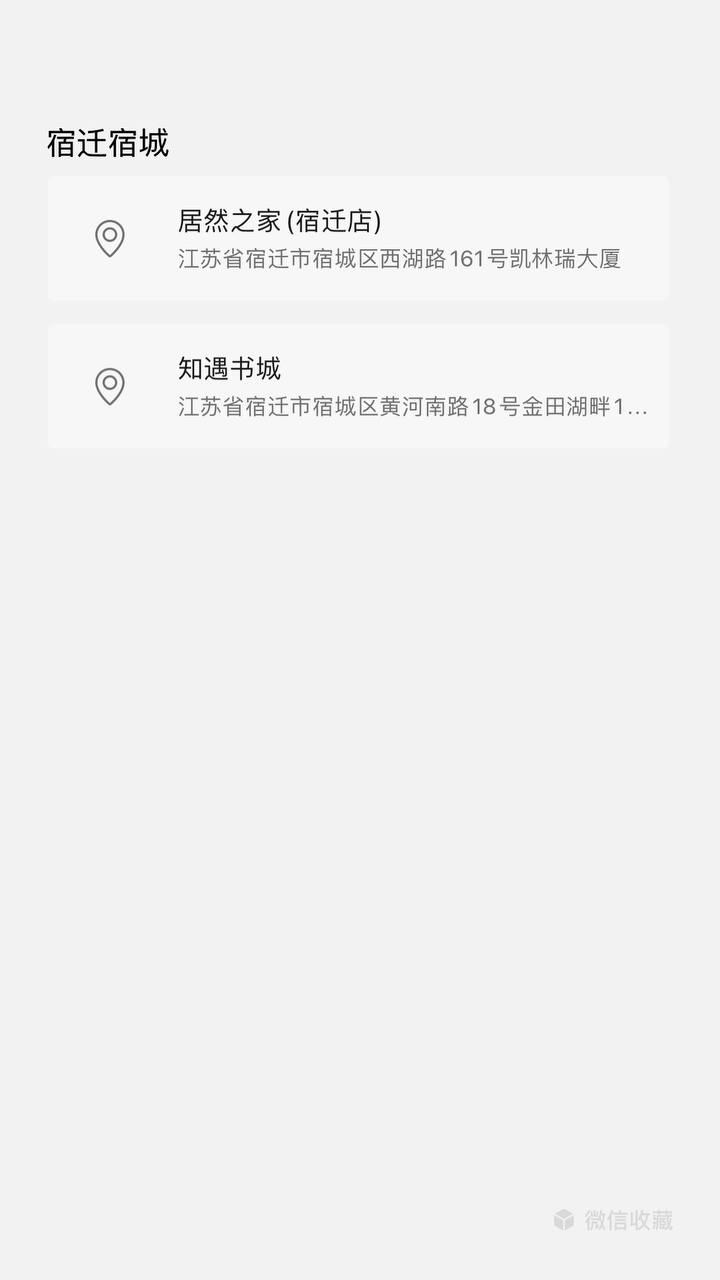 宿迁宿城
居然之家(宿迁店)
江苏省宿迁市宿城区西湖路161号凯林瑞大厦
知遇书城
江苏省宿迁市宿城区黄河南路18号金田湖畔1...
微信收藏